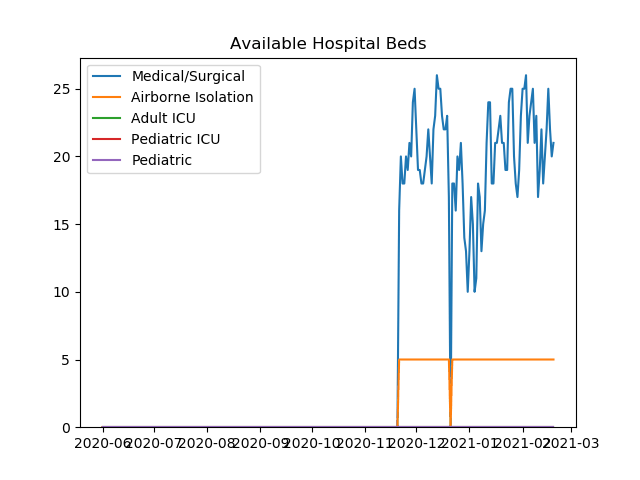 Available Hospital Beds
Medical/Surgical
Airborne Isolation
Adult ICU
Pediatric ICU
Pediatric
25
20
15
10
5
0
2020-06 2020-07 2020-08 2020-09 2020-10 2020-11 2020-12 2021-01 2021-02 2021-03